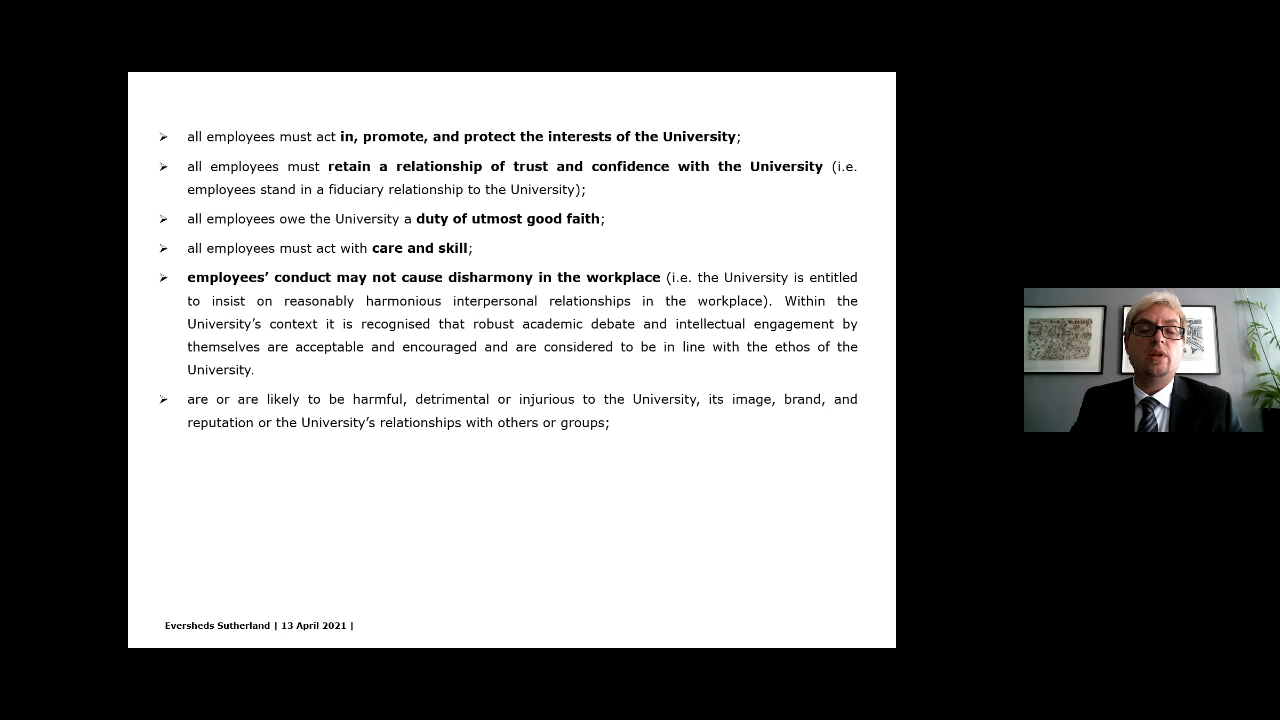 all employees must act in, promote, and protect the interests of the University;
all employees must retain a relationship of trust and confidence with the University (i.e.
employees stand in a fiduciary relationship to the University);
all employees owe the University a duty of utmost good faith;
all employees must act with care and skill;
employees’ conduct may not cause disharmony in the workplace (i.e. the University is entitled
to insist on reasonably harmonious interpersonal relationships in the workplace). Within the
University’s context it is recognised that robust academic debate and intellectual engagement by
themselves are acceptable and encouraged and are considered to be in line with the ethos of the
University.
are or are likely to be harmful, detrimental or injurious to the University, its image, brand, and
reputation or the University’s relationships with others or groups;
Eversheds Sutherland | 13 April 2021 |